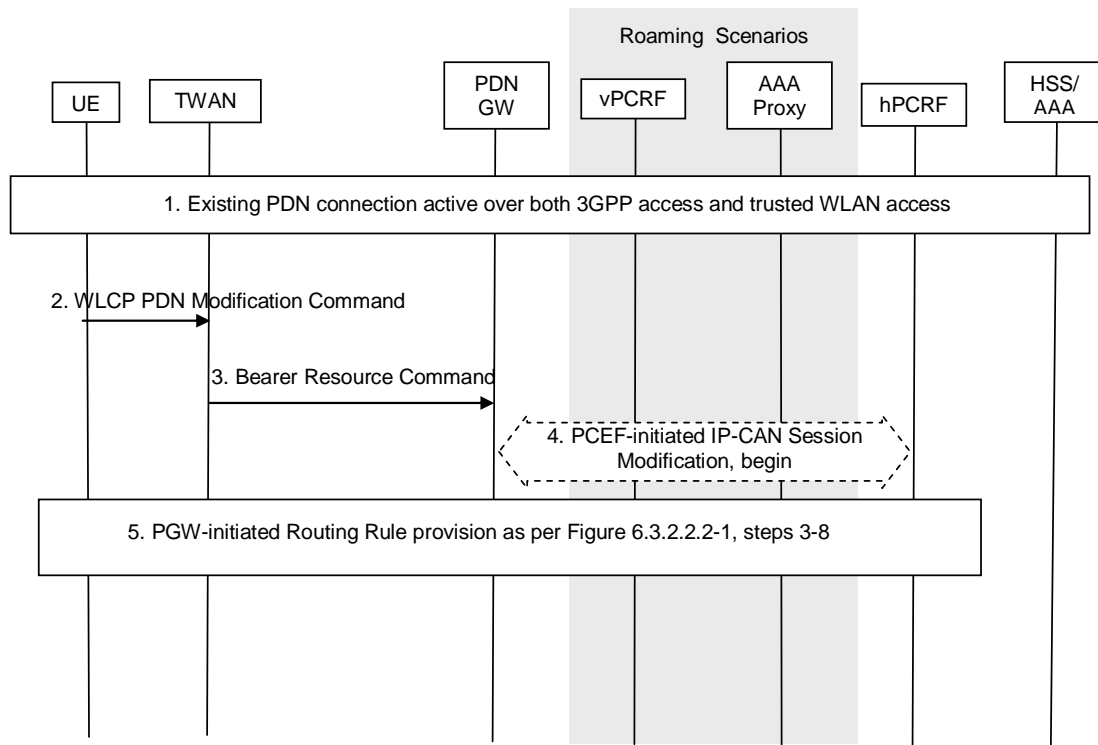 Roaming Scenarios
UE
TWAN
PDN
GW
vPCRF
AAA
Proxy
hPCRF
HSS/
AAA
1. Existing PDN connection active over both 3GPP access and trusted WLAN access
2. WLCP PDN Modification Command
3. Bearer Resource Command
4. PCEF-initiated IP-CAN Session
Modification, begin
5. PGW-initiated Routing Rule provision as per Figure 6.3.2.2.2-1, steps 3-8